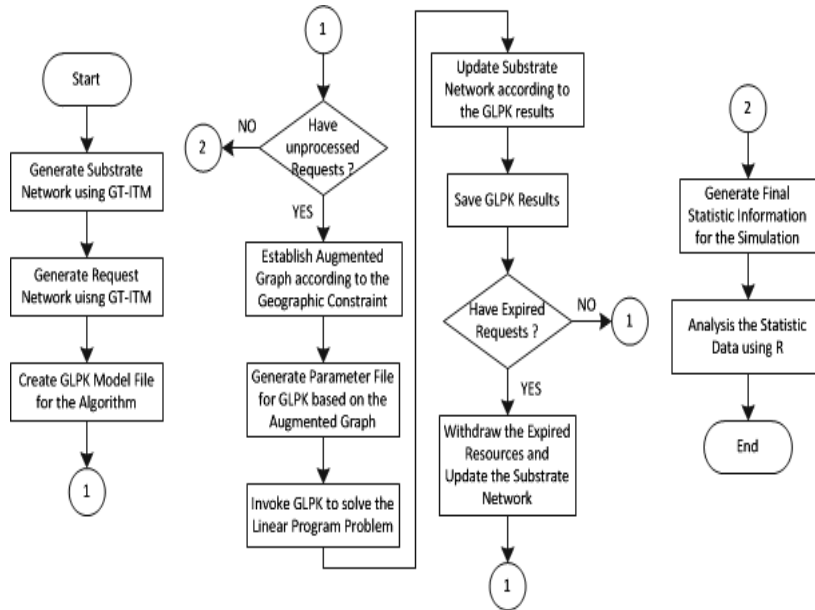 Start
Generate Substrate
Network using GT-ITM
Generate Request
Network uisng GT-ITM
Create GLPK Model File
for the Algorithm
1
1
Have
unprocessed
Requests ?
NO
2
YES
Establish Augmented
Graph according to the
Geographic Constraint
Generate Parameter File
for GLPK based on the
Augmented Graph
Invoke GLPK to solve the
Linear Program Problem
Update Substrate
Network according to
the GLPK results
Save GLPK Results
Have Expired
Requests ?
NO
1
YES
Withdraw the Expired
Resources and
Update the Substrate
Network
1
2
Generate Final
Statistic Information
for the Simulation
Analysis the Statistic
Data using R
End